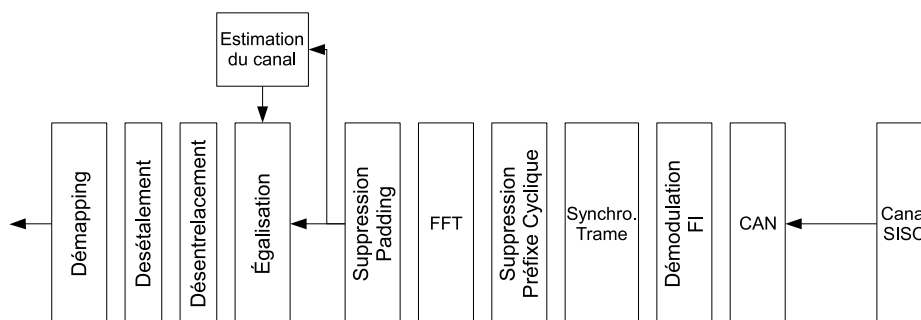 Estimation
du canal
Démapping
Desétalement
Désentrelacement
Égalisation
Suppression
Padding
FFT
Suppression
Préfixe Cyclique
Synchro.
Trame
Démodulation
FI
CAN
Cana
SISO